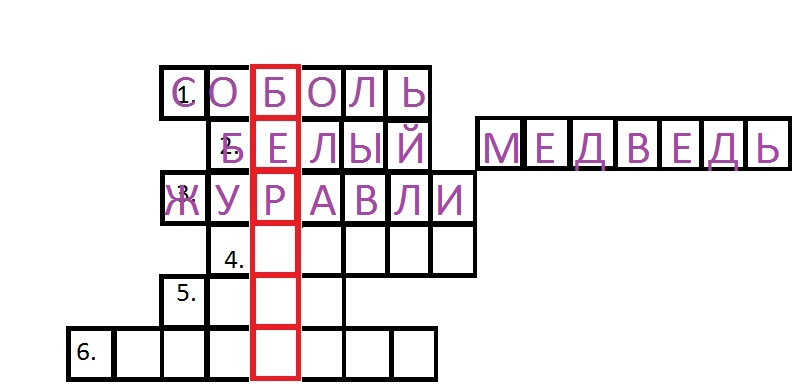 1. СОБОЛЬ
2. БЕЛЫЙ МЕДВЕДЬ
3. ЖУРАВЛИ
4.
5.
6.